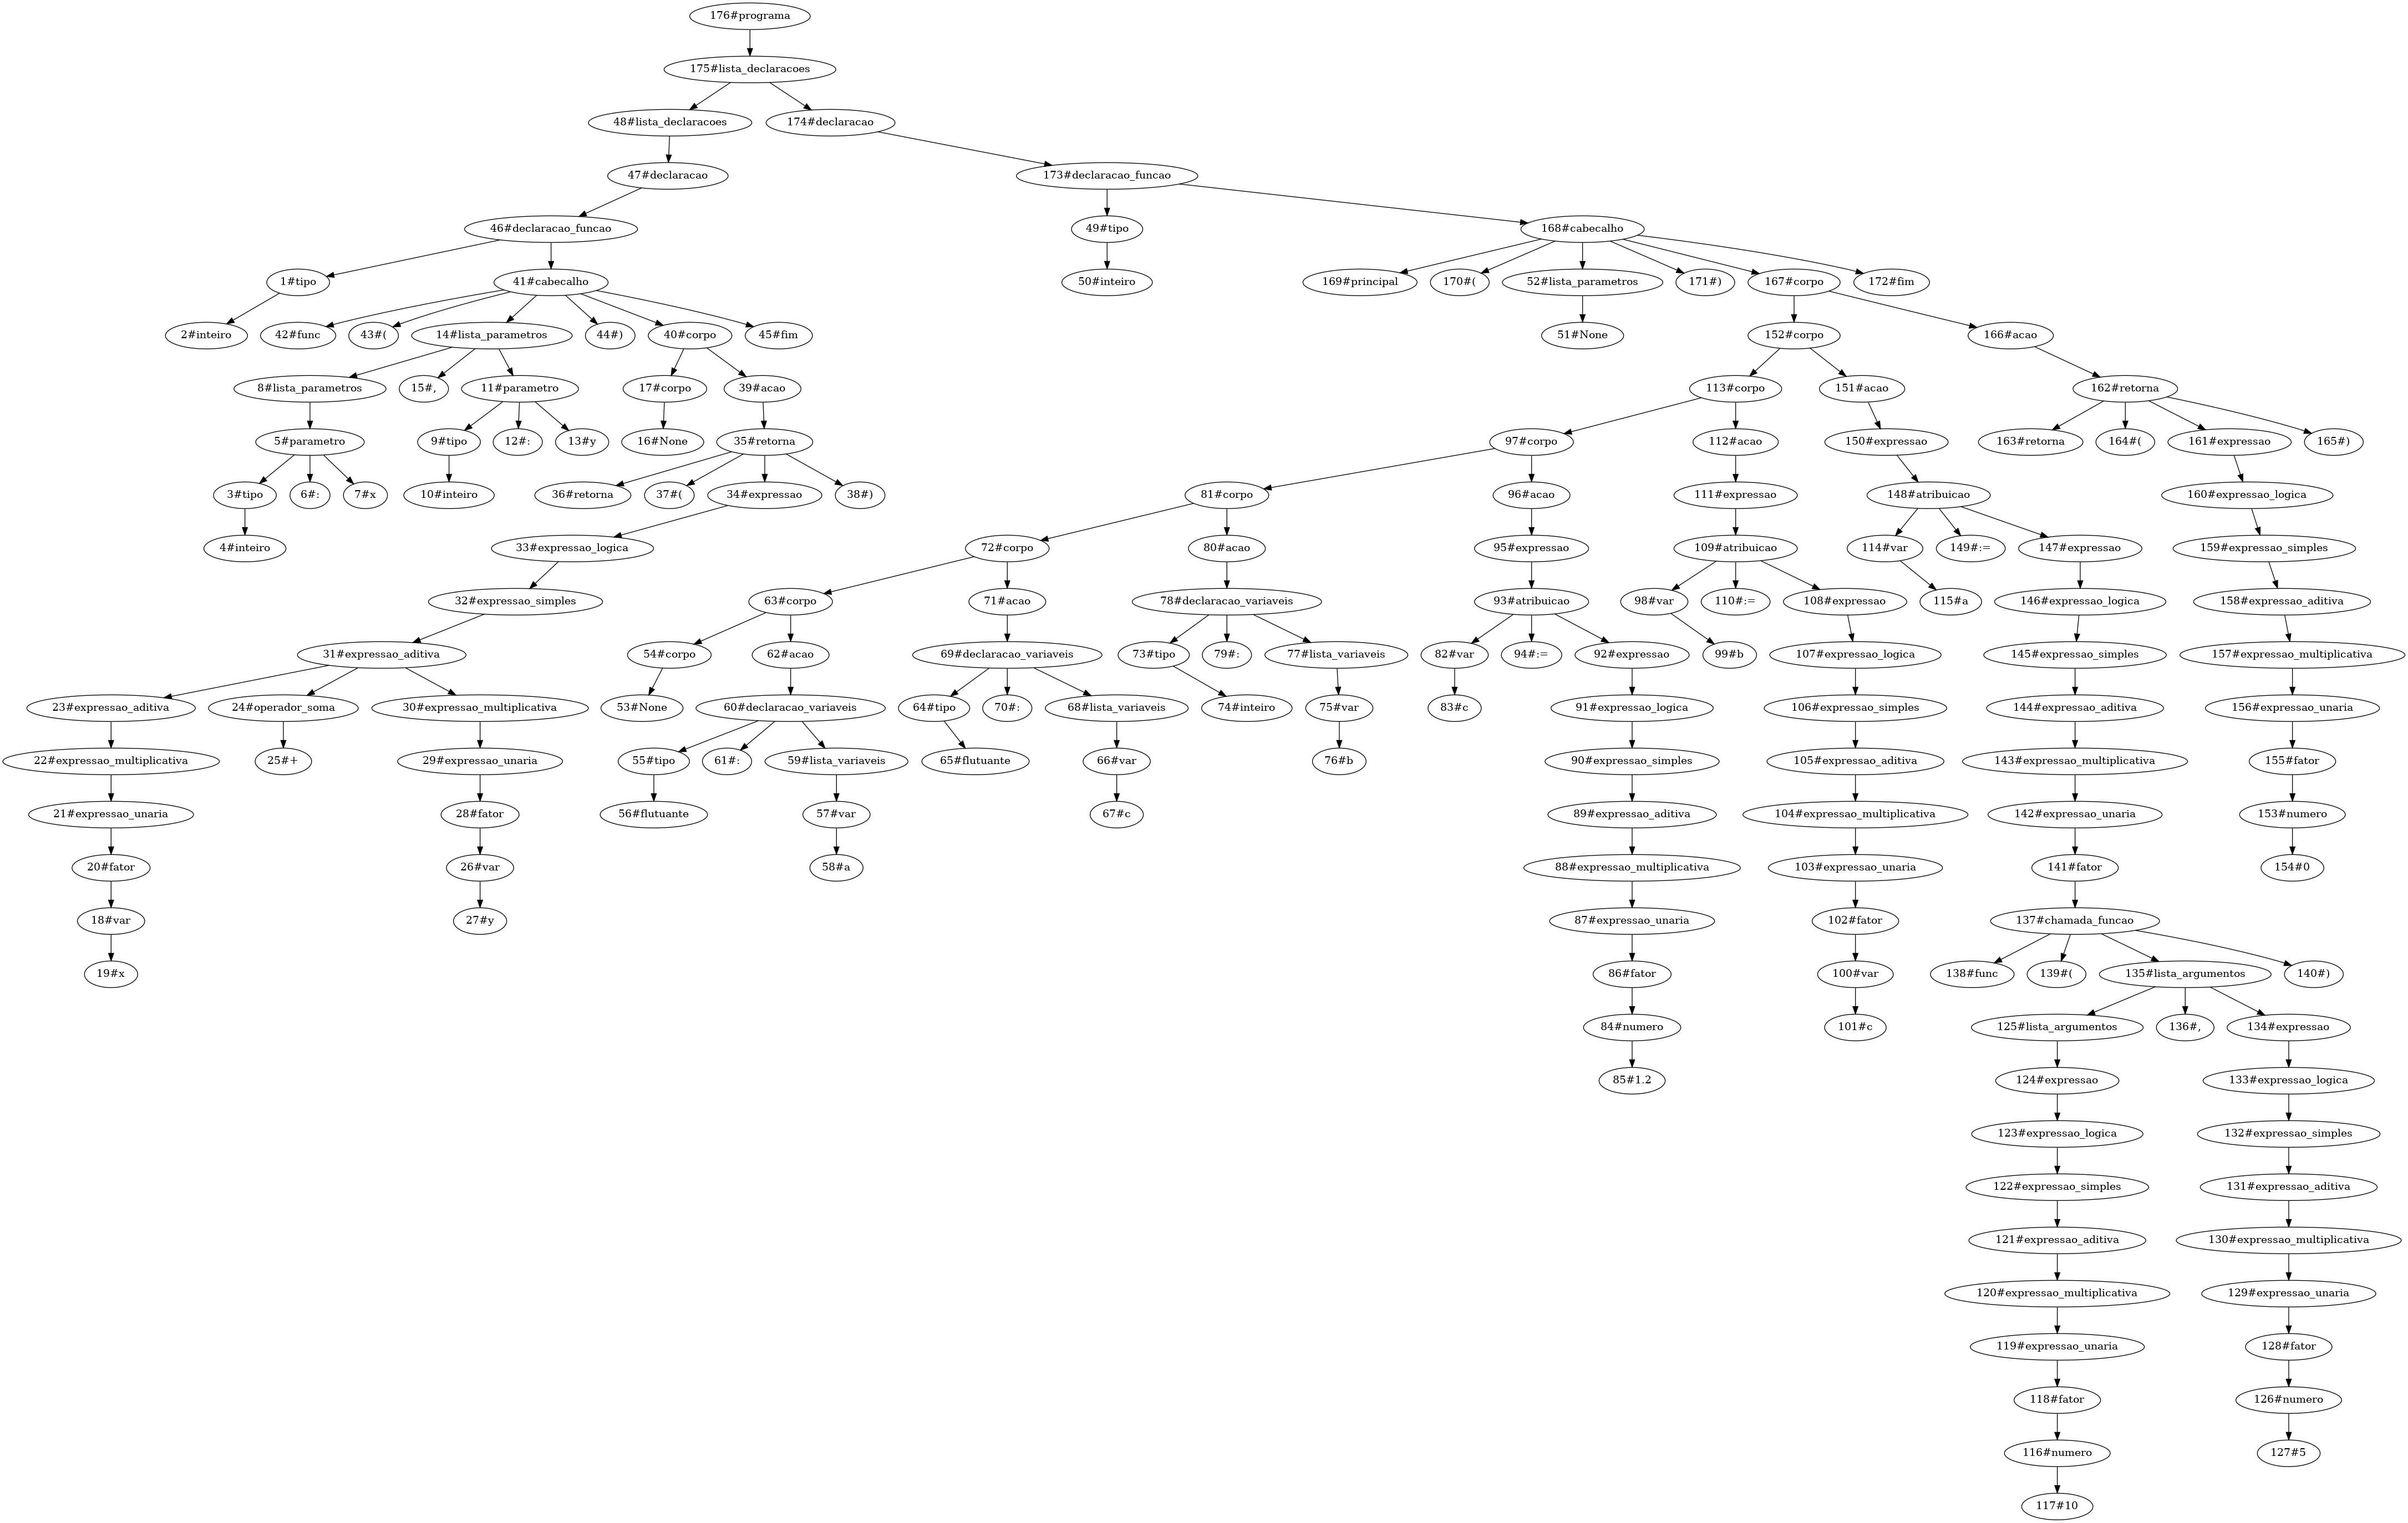 176#programa
175#lista_declaracoes
48#lista_declaracoes 174#declaracao
47#declaracao 173#declaracao_funcao
46#declaracao_funcao 49#tipo 168#cabecalho
1#tipo 41#cabecalho 50#inteiro 169#principal 170#( 52#lista_parametros 171#) 167#corpo 172#fim
2#inteiro 42#func 43#( 14#lista_parametros 44#) 40#corpo 45#fim 51#None 152#corpo 166#acao
8#lista_parametros 15#, 11#parametro 17#corpo 39#acao 113#corpo 151#acao 162#retorna
5#parametro 9#tipo 12#: 13#y 16#None 35#retorna 97#corpo 112#acao 150#expressao 163#retorna 164#( 161#expressao 165#)
3#tipo 6#: 7#x 10#inteiro 36#retorna 37#( 34#expressao 38#) 81#corpo 96#acao 111#expressao 148#atribuicao 160#expressao_logica
4#inteiro 33#expressao_logica 72#corpo 80#acao 95#expressao 109#atribuicao 114#var 149#:= 147#expressao 159#expressao_simples
32#expressao_simples 63#corpo 71#acao 78#declaracao_variaveis 93#atribuicao 98#var 110#:= 108#expressao 115#a 146#expressao_logica 158#expressao_aditiva
31#expressao_aditiva 54#corpo 62#acao 69#declaracao_variaveis 73#tipo 79#: 77#lista_variaveis 82#var 94#:= 92#expressao 99#b 107#expressao_logica 145#expressao_simples 157#expressao_multiplicativa
23#expressao_aditiva 24#operador_soma 30#expressao_multiplicativa 53#None 60#declaracao_variaveis 64#tipo 70#: 68#lista_variaveis 74#inteiro 75#var 83#c 91#expressao_logica 106#expressao_simples 144#expressao_aditiva 156#expressao_unaria
22#expressao_multiplicativa 25#+ 29#expressao_unaria 55#tipo 61#: 59#lista_variaveis 65#flutuante 66#var 76#b 90#expressao_simples 105#expressao_aditiva 143#expressao_multiplicativa 155#fator
21#expressao_unaria 28#fator 56#flutuante 57#var 67#c 89#expressao_aditiva 104#expressao_multiplicativa 142#expressao_unaria 153#numero
20#fator 26#var 58#a 88#expressao_multiplicativa 103#expressao_unaria 141#fator 154#0
18#var 27#y 87#expressao_unaria 102#fator 137#chamada_funcao
19#x 86#fator 100#var 138#func 139#( 135#lista_argumentos 140#)
84#numero 101#c 125#lista_argumentos 136#, 134#expressao
85#1.2 124#expressao 133#expressao_logica
123#expressao_logica 132#expressao_simples
122#expressao_simples 131#expressao_aditiva
121#expressao_aditiva 130#expressao_multiplicativa
120#expressao_multiplicativa 129#expressao_unaria
119#expressao_unaria 128#fator
118#fator 126#numero
116#numero 127#5
117#10